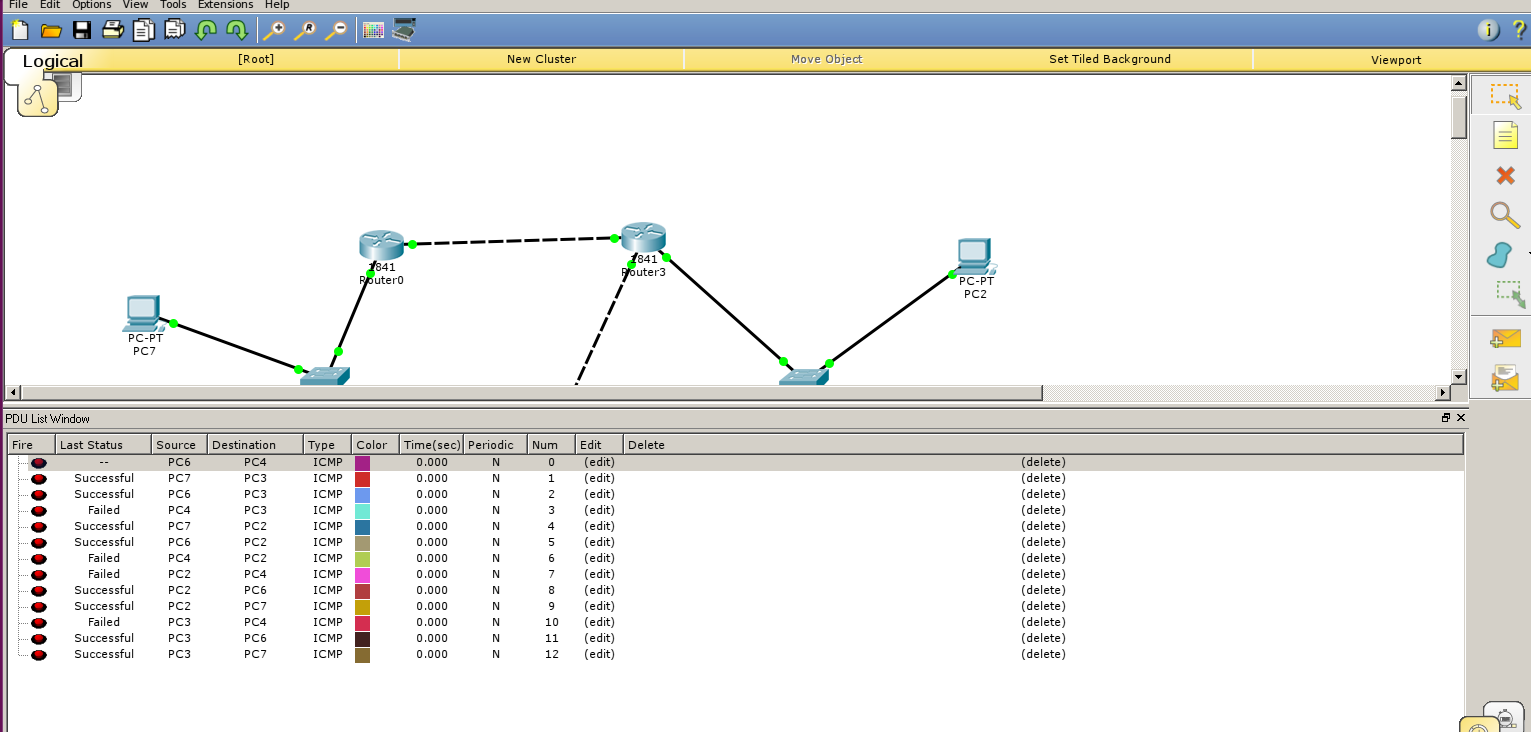 File Edit Options View Tools Extensions Help
Logical [Root] New Cluster Move Object Set Tiled Background Viewport
1841
Router0
1841
Router3
PC-PT
PC2
PC-PT
PC7
PDU List Window
Fire Last Status Source Destination Type Color Time(sec) Periodic Num Edit Delete
-- PC6 PC4 ICMP 0.000 N 0 (edit) (delete)
Successful PC7 PC3 ICMP 0.000 N 1 (edit) (delete)
Successful PC6 PC3 ICMP 0.000 N 2 (edit) (delete)
Failed PC4 PC3 ICMP 0.000 N 3 (edit) (delete)
Successful PC7 PC2 ICMP 0.000 N 4 (edit) (delete)
Successful PC6 PC2 ICMP 0.000 N 5 (edit) (delete)
Failed PC4 PC2 ICMP 0.000 N 6 (edit) (delete)
Failed PC2 PC4 ICMP 0.000 N 7 (edit) (delete)
Successful PC2 PC6 ICMP 0.000 N 8 (edit) (delete)
Successful PC2 PC7 ICMP 0.000 N 9 (edit) (delete)
Failed PC3 PC4 ICMP 0.000 N 10 (edit) (delete)
Successful PC3 PC6 ICMP 0.000 N 11 (edit) (delete)
Successful PC3 PC7 ICMP 0.000 N 12 (edit) (delete)